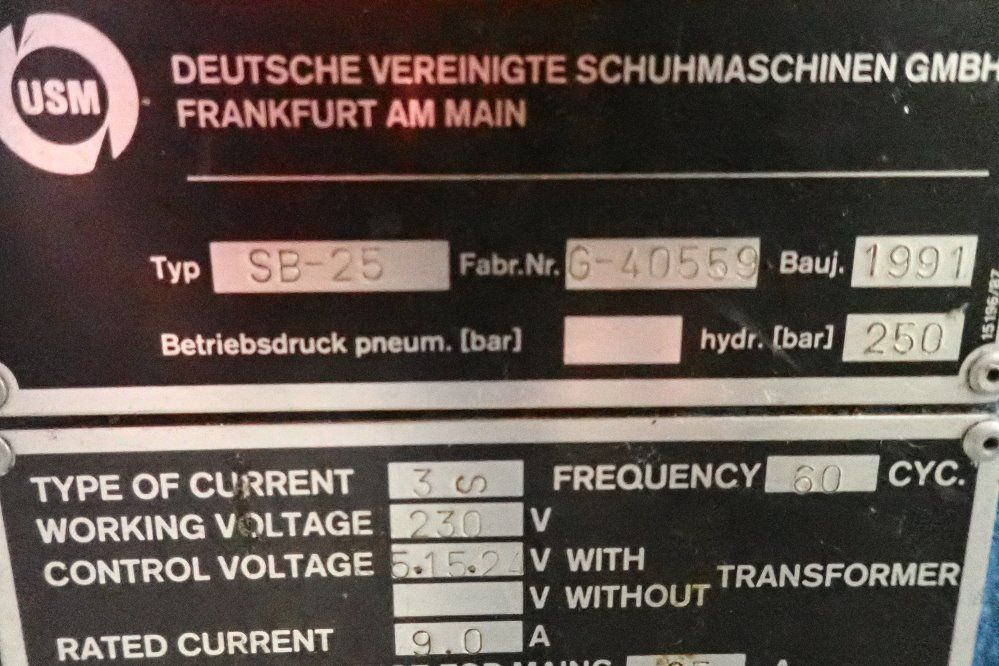 USM
DEUTSCHE VEREINIGTE SCHUHMASCHINEN GMBH
FRANKFURT AM MAIN
Typ SB-25 Fabr.Nr. G-40559 Bauj. 1991
Betriebsdruck pneum. [bar] hydr. [bar] 250
TYPE OF CURRENT 3 ∽ FREQUENCY 60 CYC.
WORKING VOLTAGE 230 V
CONTROL VOLTAGE 5.15.24 V WITH TRANSFORMER
V WITHOUT
RATED CURRENT 9.0 A
FOR MAINS A